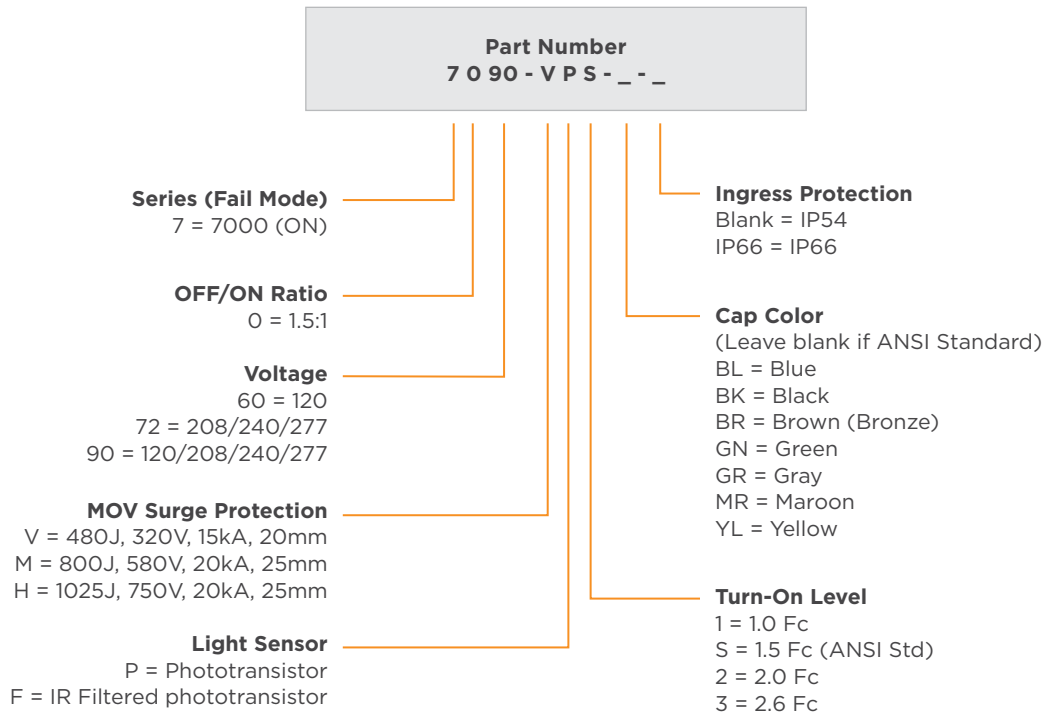 Part Number
7 0 90 - V P S - _ - _
Series (Fail Mode)
7 = 7000 (ON)
OFF/ON Ratio
0 = 1.5:1
Voltage
60 = 120
72 = 208/240/277
90 = 120/208/240/277
MOV Surge Protection
V = 480J, 320V, 15kA, 20mm
M = 800J, 580V, 20kA, 25mm
H = 1025J, 750V, 20kA, 25mm
Light Sensor
P = Phototransistor
F = IR Filtered phototransistor
Ingress Protection
Blank = IP54
IP66 = IP66
Cap Color
(Leave blank if ANSI Standard)
BL = Blue
BK = Black
BR = Brown (Bronze)
GN = Green
GR = Gray
MR = Maroon
YL = Yellow
Turn-On Level
1 = 1.0 Fc
S = 1.5 Fc (ANSI Std)
2 = 2.0 Fc
3 = 2.6 Fc